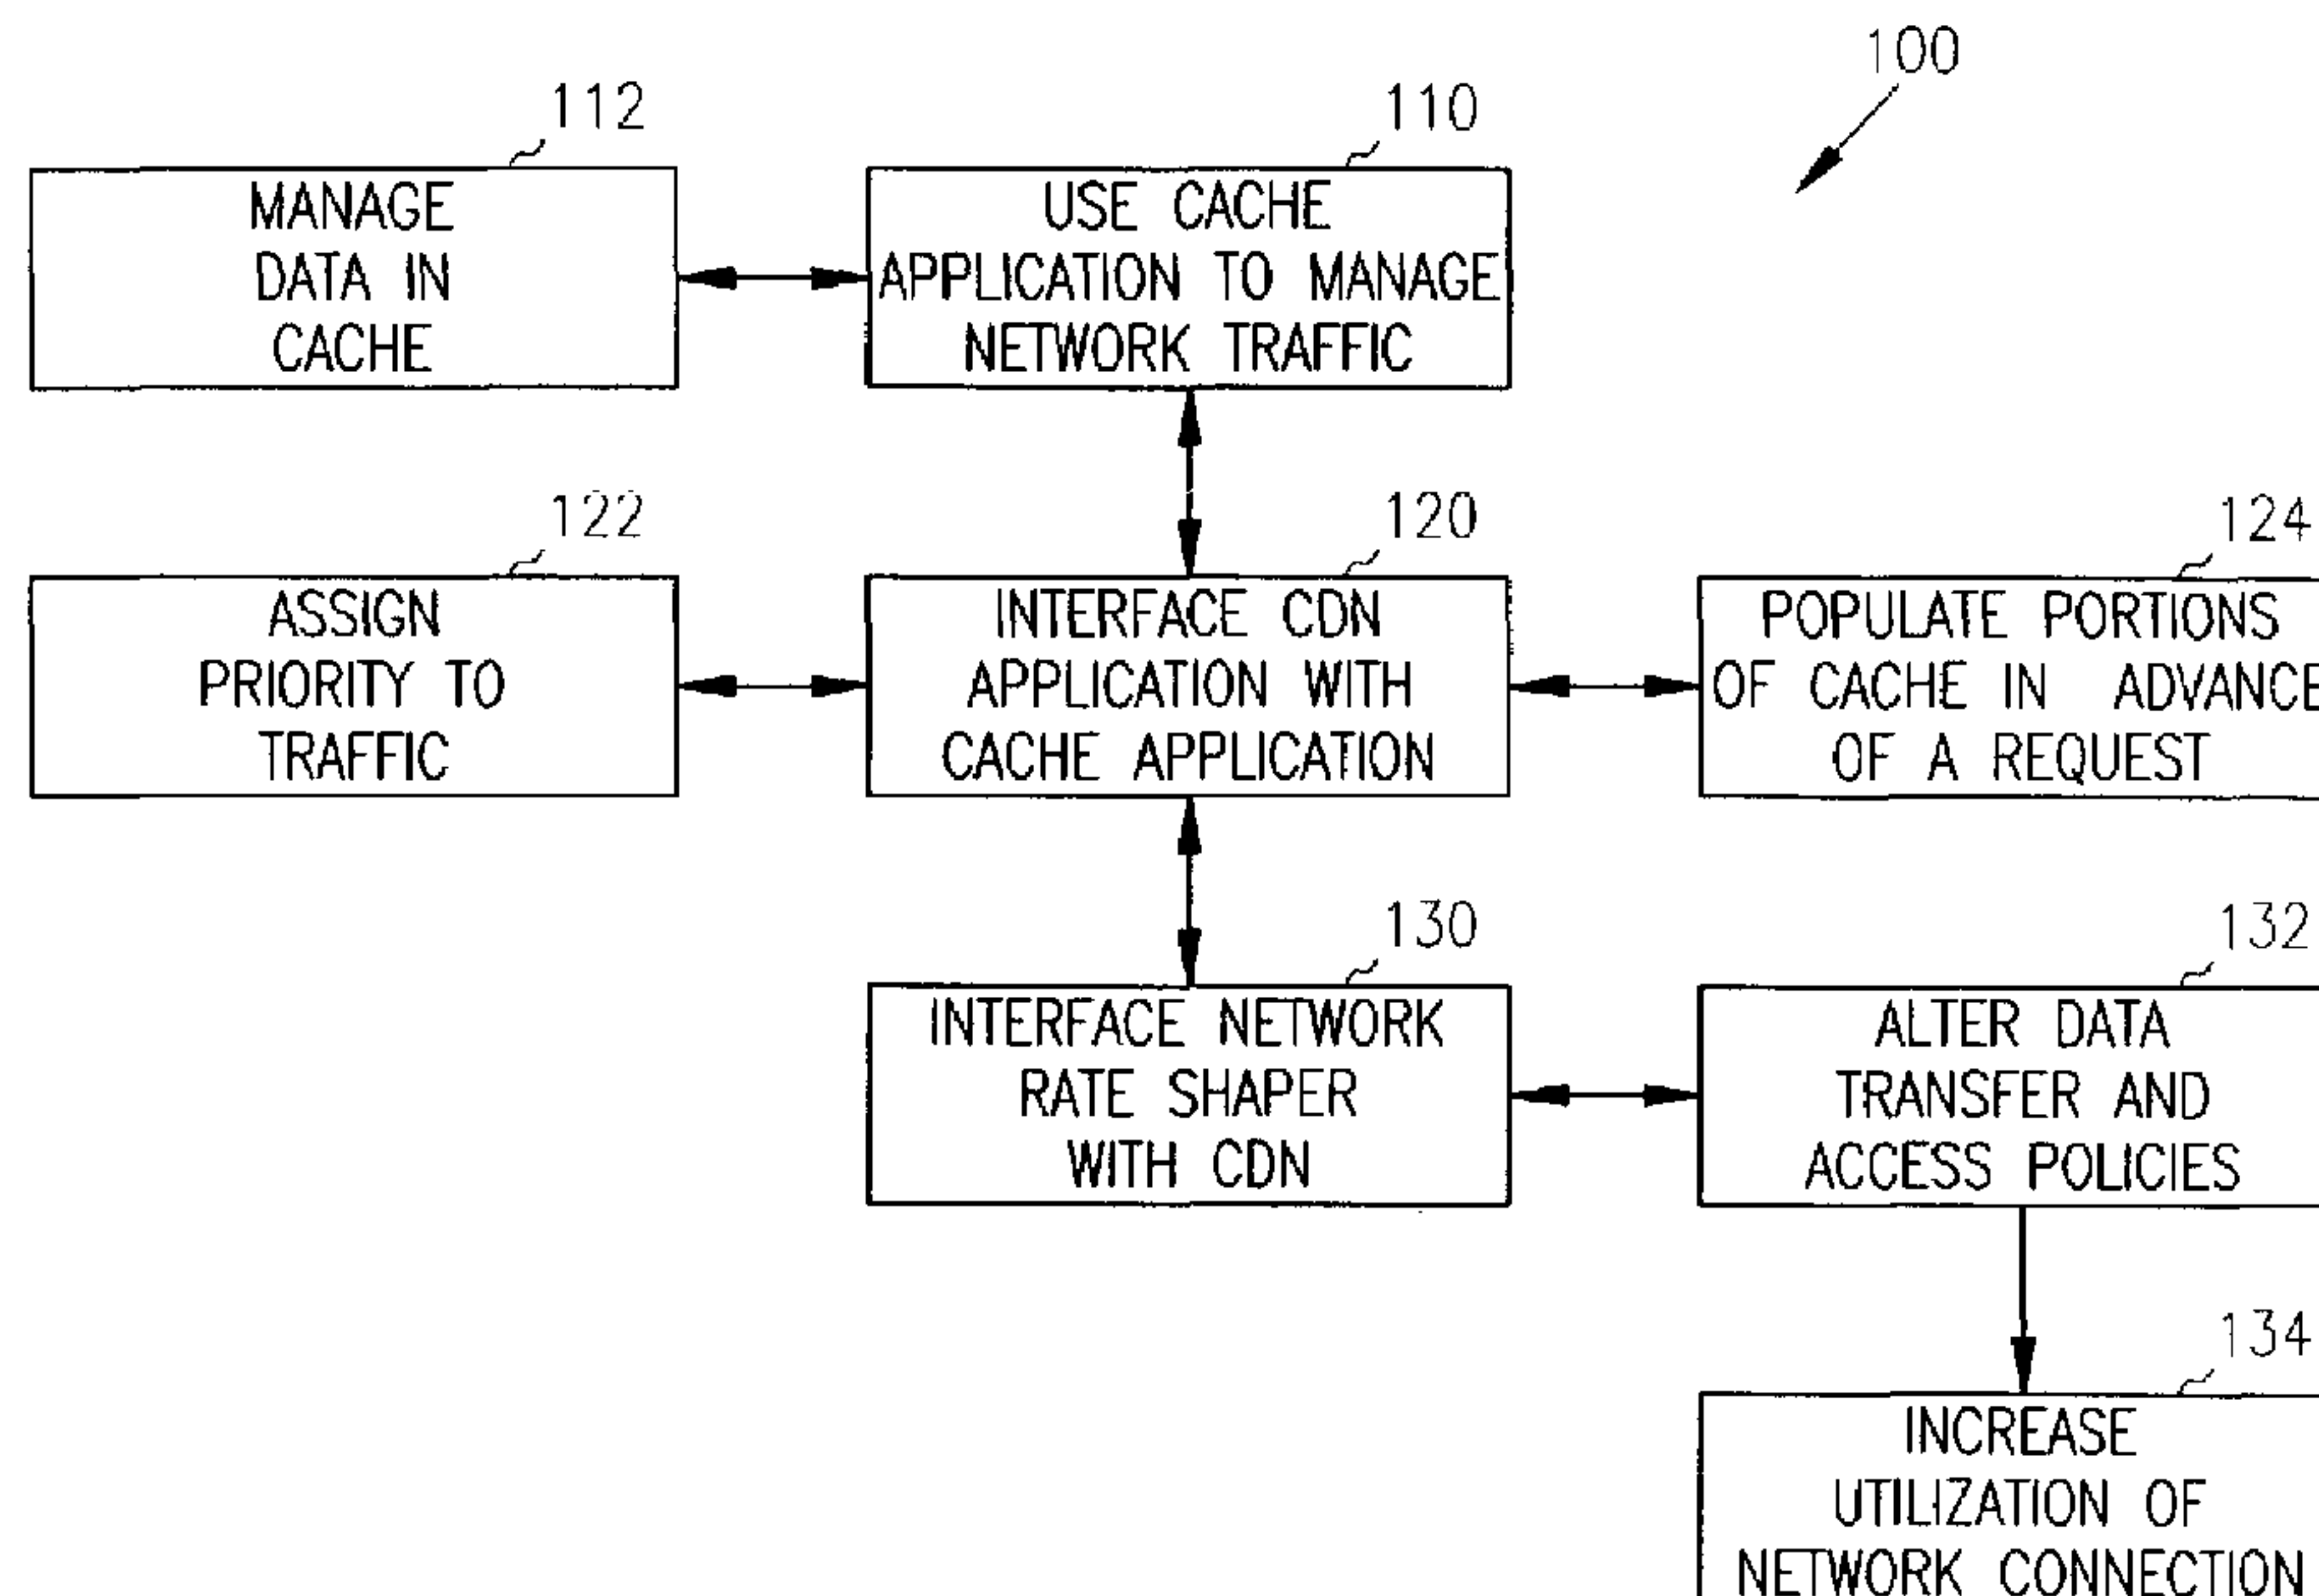 100
112
MANAGE
DATA IN
CACHE
110
USE CACHE
APPLICATION TO MANAGE
NETWORK TRAFFIC
122
ASSIGN
PRIORITY TO
TRAFFIC
120
INTERFACE CDN
APPLICATION WITH
CACHE APPLICATION
124
POPULATE PORTIONS
OF CACHE IN ADVANCE
OF A REQUEST
130
INTERFACE NETWORK
RATE SHAPER
WITH CDN
132
ALTER DATA
TRANSFER AND
ACCESS POLICIES
134
INCREASE
UTILIZATION OF
NETWORK CONNECTION